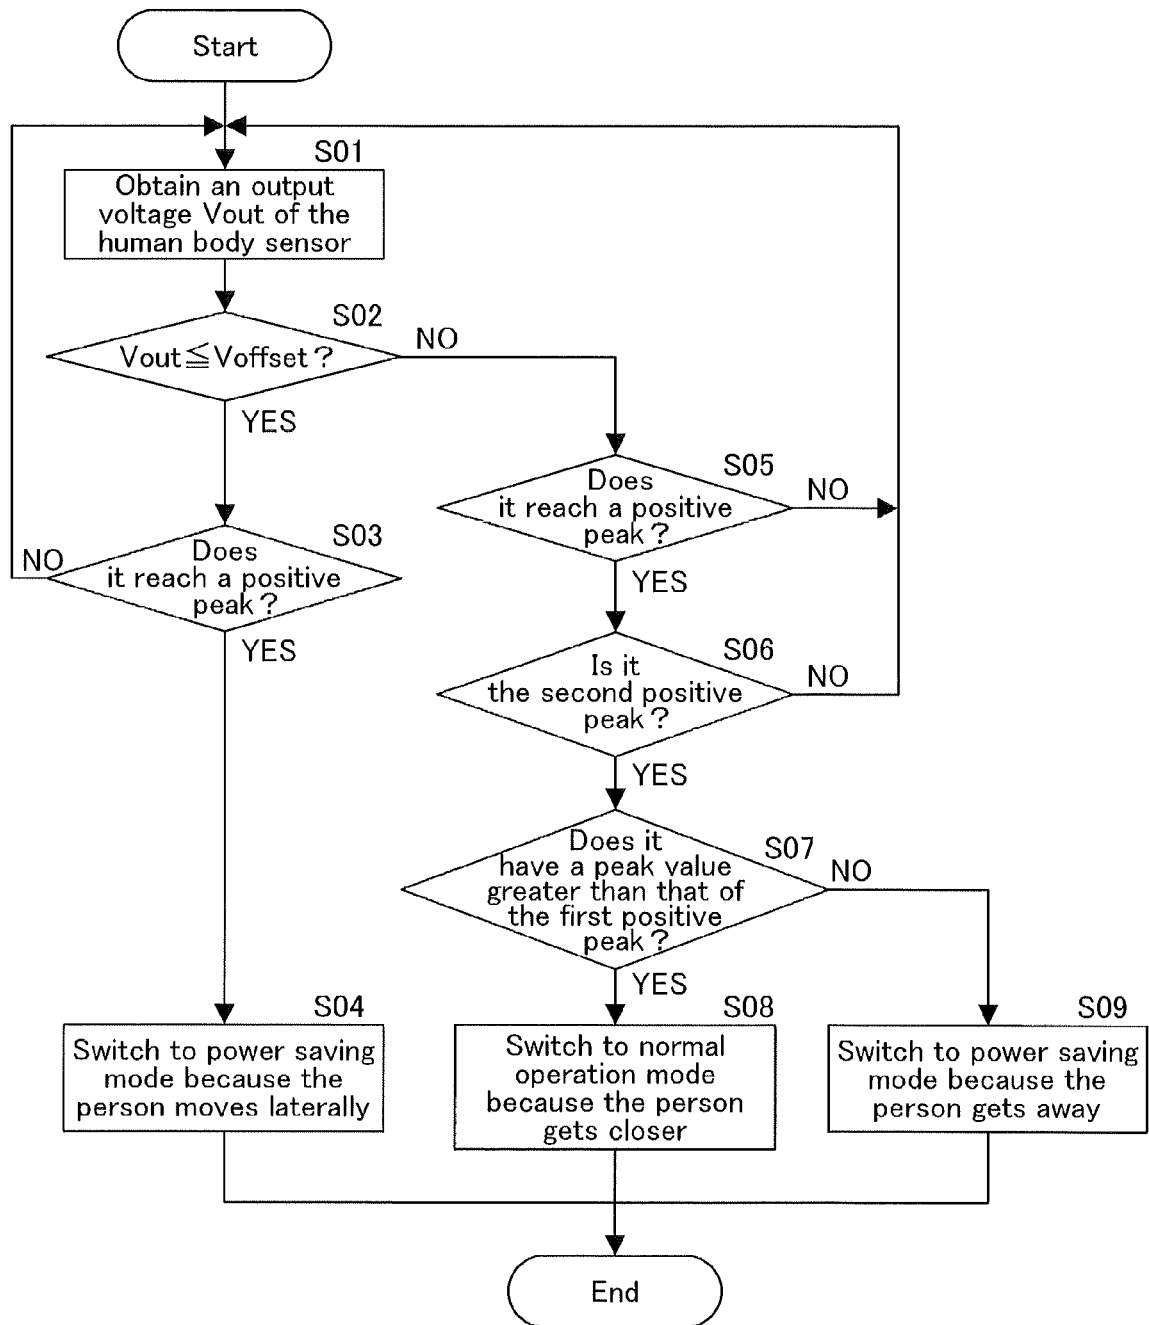 Start
S01
Obtain an output
voltage Vout of the
human body sensor
S02
Vout≦Voffset?
NO
YES
S03
Does
it reach a positive
peak?
NO
YES
S05
Does
it reach a positive
peak?
NO
YES
S06
Is it
the second positive
peak?
NO
YES
S07
Does it
have a peak value
greater than that of
the first positive
peak?
NO
YES
S04
Switch to power saving
mode because the
person moves laterally
S08
Switch to normal
operation mode
because the person
gets closer
S09
Switch to power saving
mode because the
person gets away
End